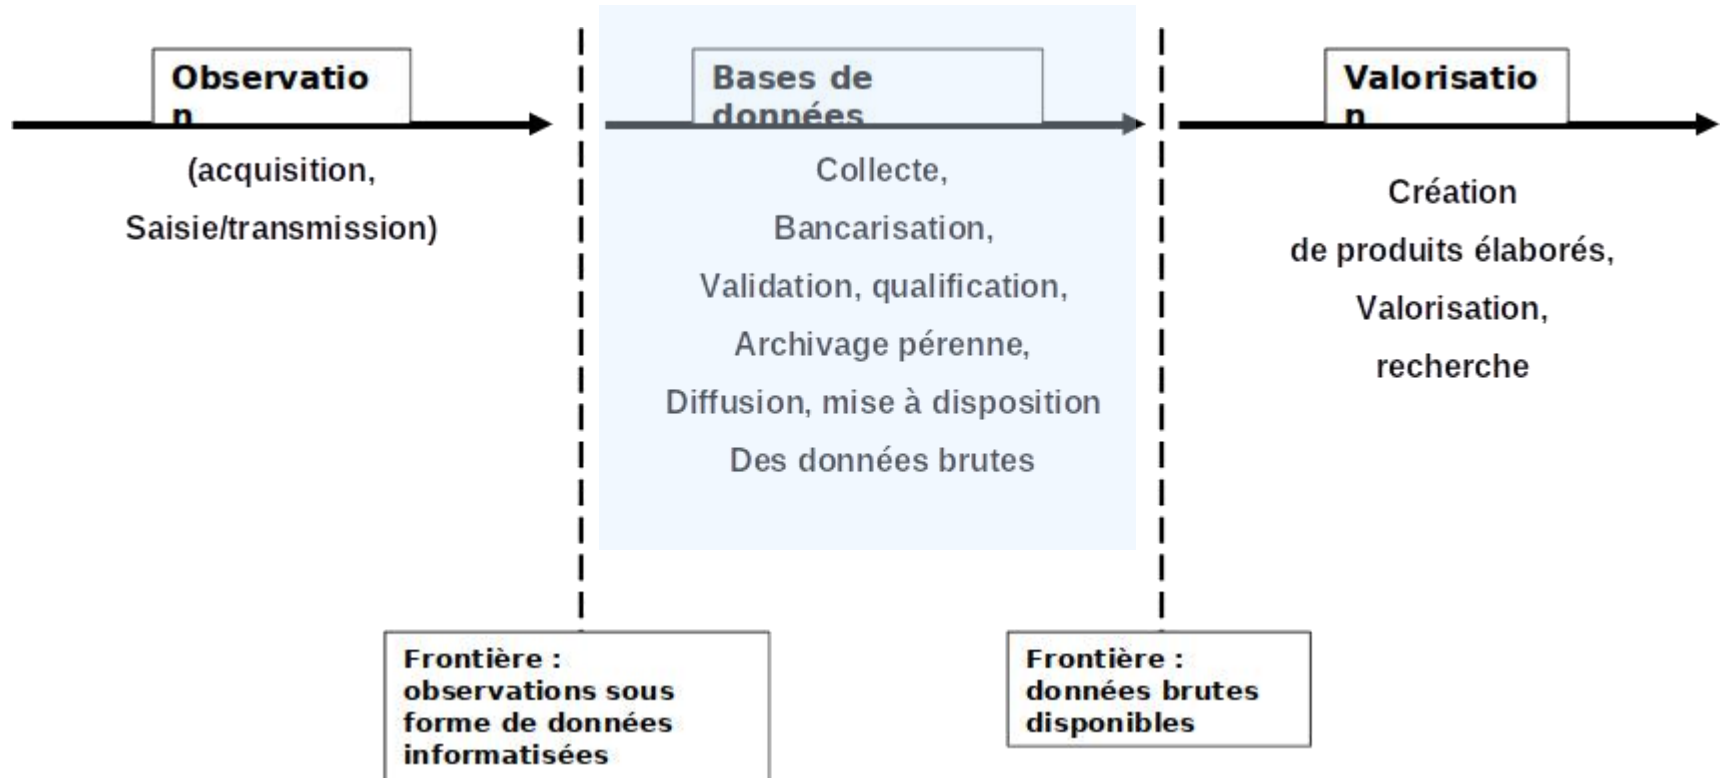 Observatio
n
(acquisition,
Saisie/transmission)
Bases de
données
Collecte,
Bancarisation,
Validation, qualification,
Archivage pérenne,
Diffusion, mise à disposition
Des données brutes
Valorisatio
n
Création
de produits élaborés,
Valorisation,
recherche
Frontière :
observations sous
forme de données
informatisées
Frontière :
données brutes
disponibles